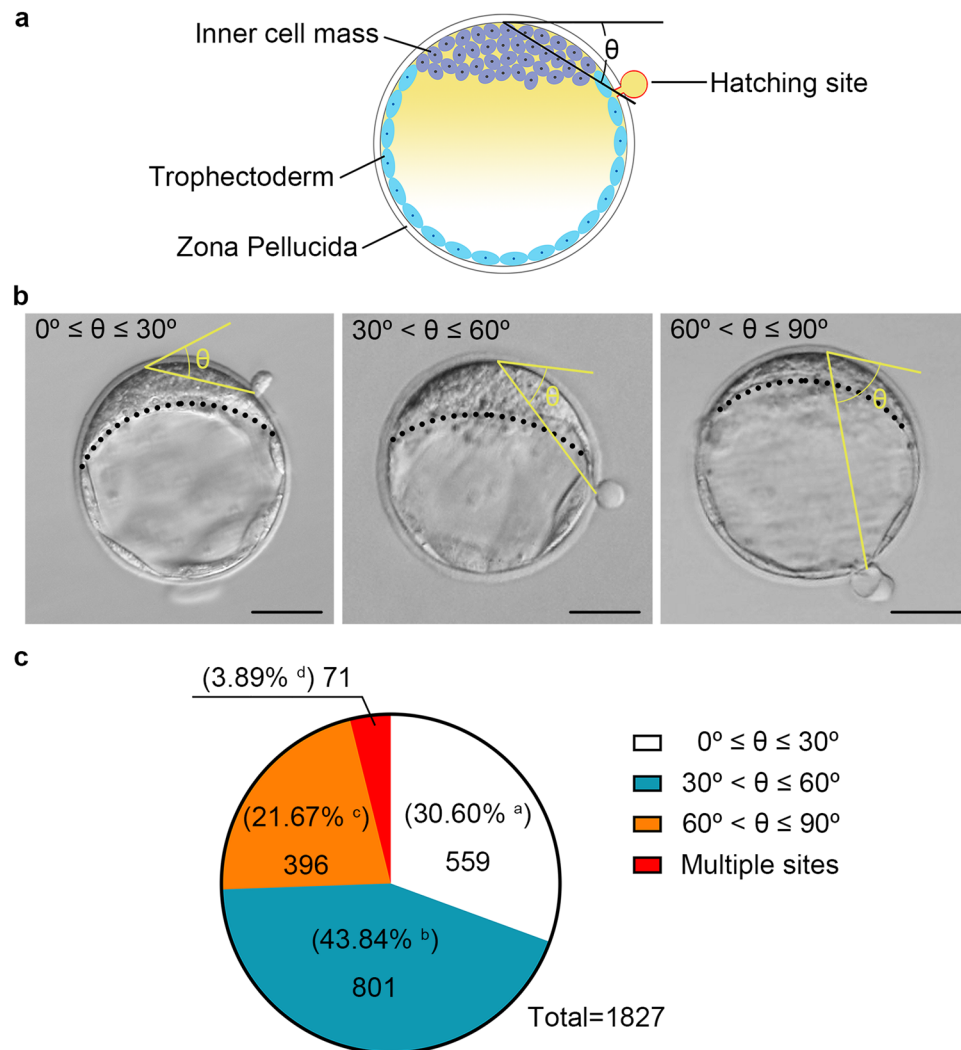 a
Inner cell mass
θ
Hatching site
Trophectoderm
Zona Pellucida
b
0º ≤ θ ≤ 30º
θ
30º < θ ≤ 60º
θ
60º < θ ≤ 90º
θ
c
(3.89% ᵈ) 71
(30.60% ᵃ)
559
(21.67% ᶜ)
396
(43.84% ᵇ)
801
Total=1827
0º ≤ θ ≤ 30º
30º < θ ≤ 60º
60º < θ ≤ 90º
Multiple sites